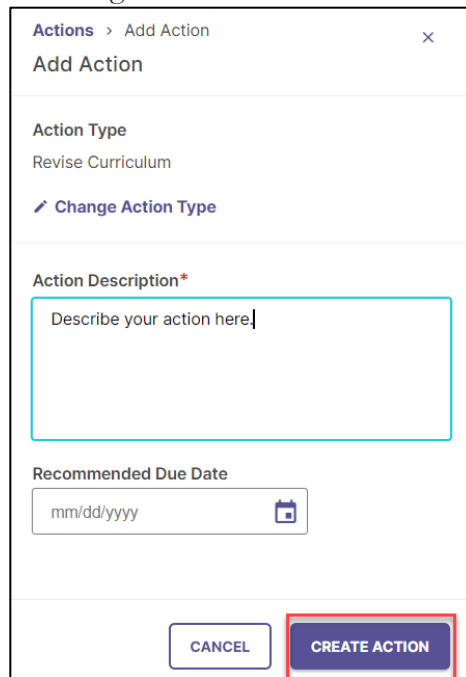 Actions > Add Action
Add Action
Action Type
Revise Curriculum
Change Action Type
Action Description*
Describe your action here.
Recommended Due Date
mm/dd/yyyy
CANCEL
CREATE ACTION